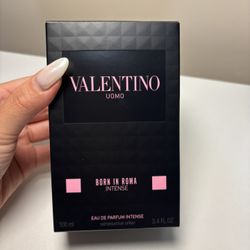 VALENTINO
UOMO
BORN IN ROMA
INTENSE
EAU DE PARFUM INTENSE
100 ml
3.4 FL.OZ